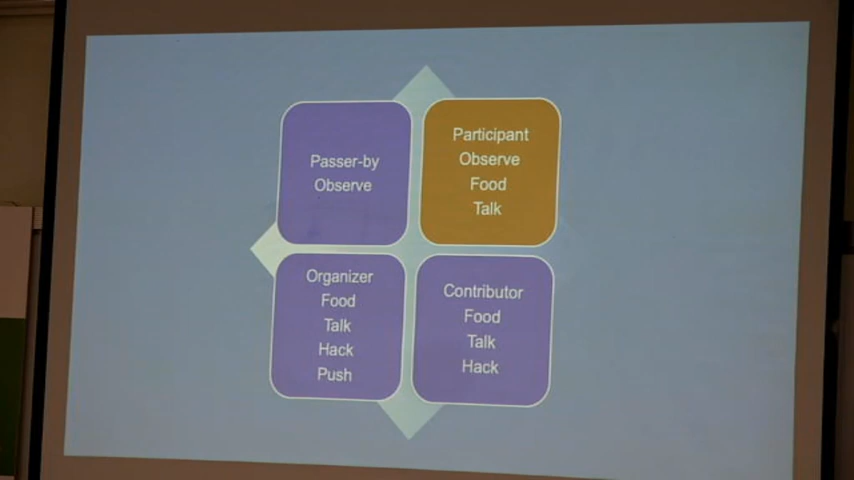 Passer-by
Observe
Participant
Observe
Food
Talk
Organizer
Food
Talk
Hack
Push
Contributor
Food
Talk
Hack